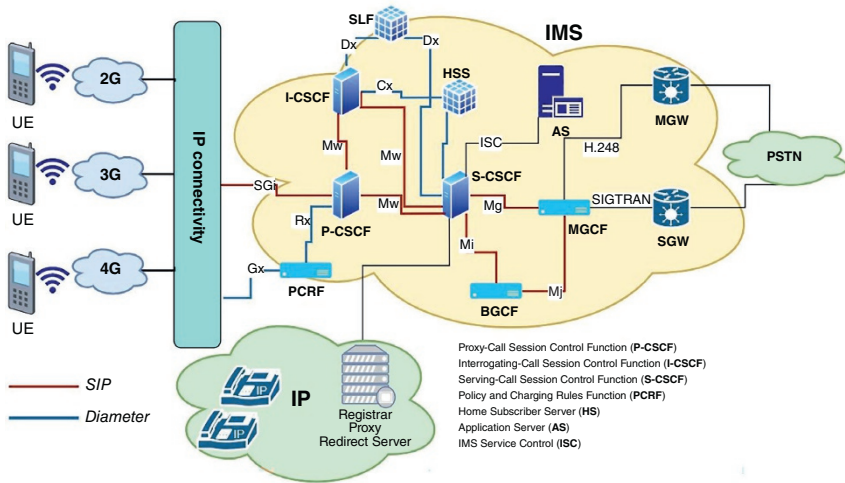 SLF
IMS
Dx
Dx
HSS
2G
I-CSCF
Cx
UE
AS
MGW
ISC
H.248
Mw
Mw
PSTN
3G
IP connectivity
S-CSCF
SGi
Mw
Mg
SIGTRAN
UE
P-CSCF
MGCF
SGW
Rx
Mi
4G
Gx
PCRF
BGCF
Mj
UE
Proxy-Call Session Control Function (P-CSCF)
Interrogating-Call Session Control Function (I-CSCF)
Serving-Call Session Control Function (S-CSCF)
Policy and Charging Rules Function (PCRF)
Home Subscriber Server (HS)
Application Server (AS)
IMS Service Control (ISC)
SIP
Diameter
IP
IP
IP
Registrar
Proxy
Redirect Server